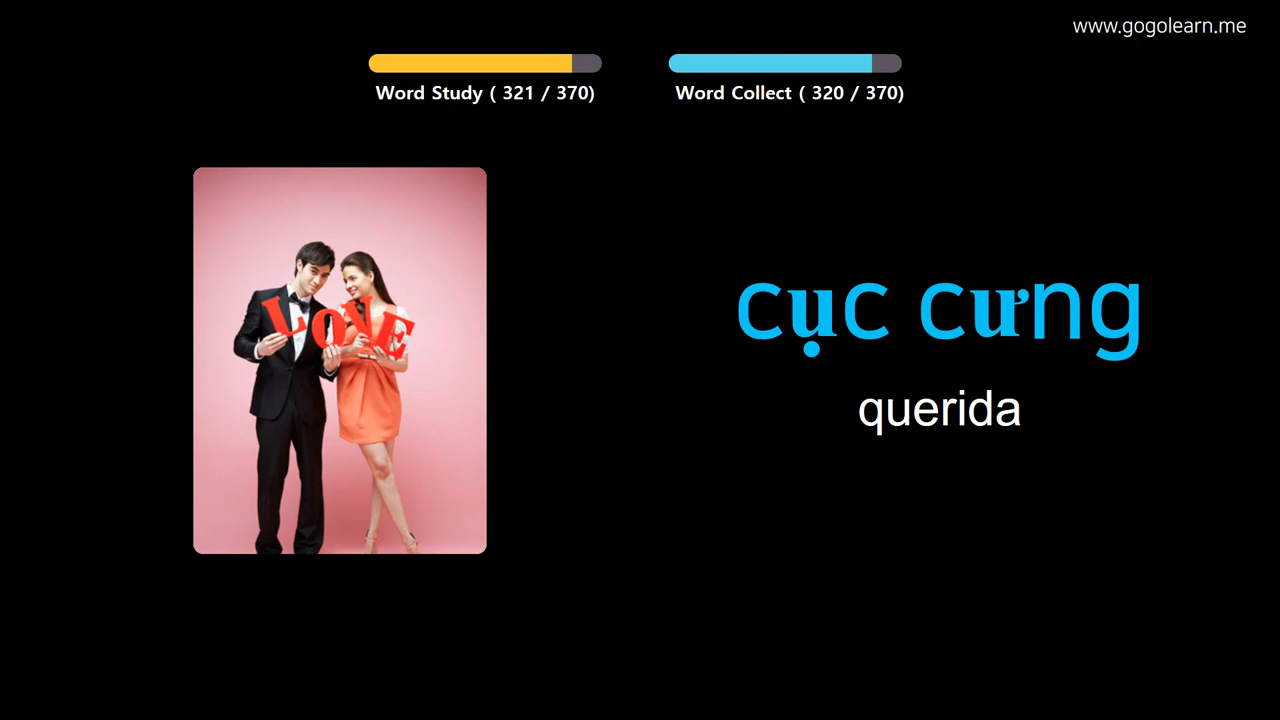 www.gogolearn.me
Word Study ( 321 / 370)
Word Collect ( 320 / 370)
LOVE
cục cưng
querida